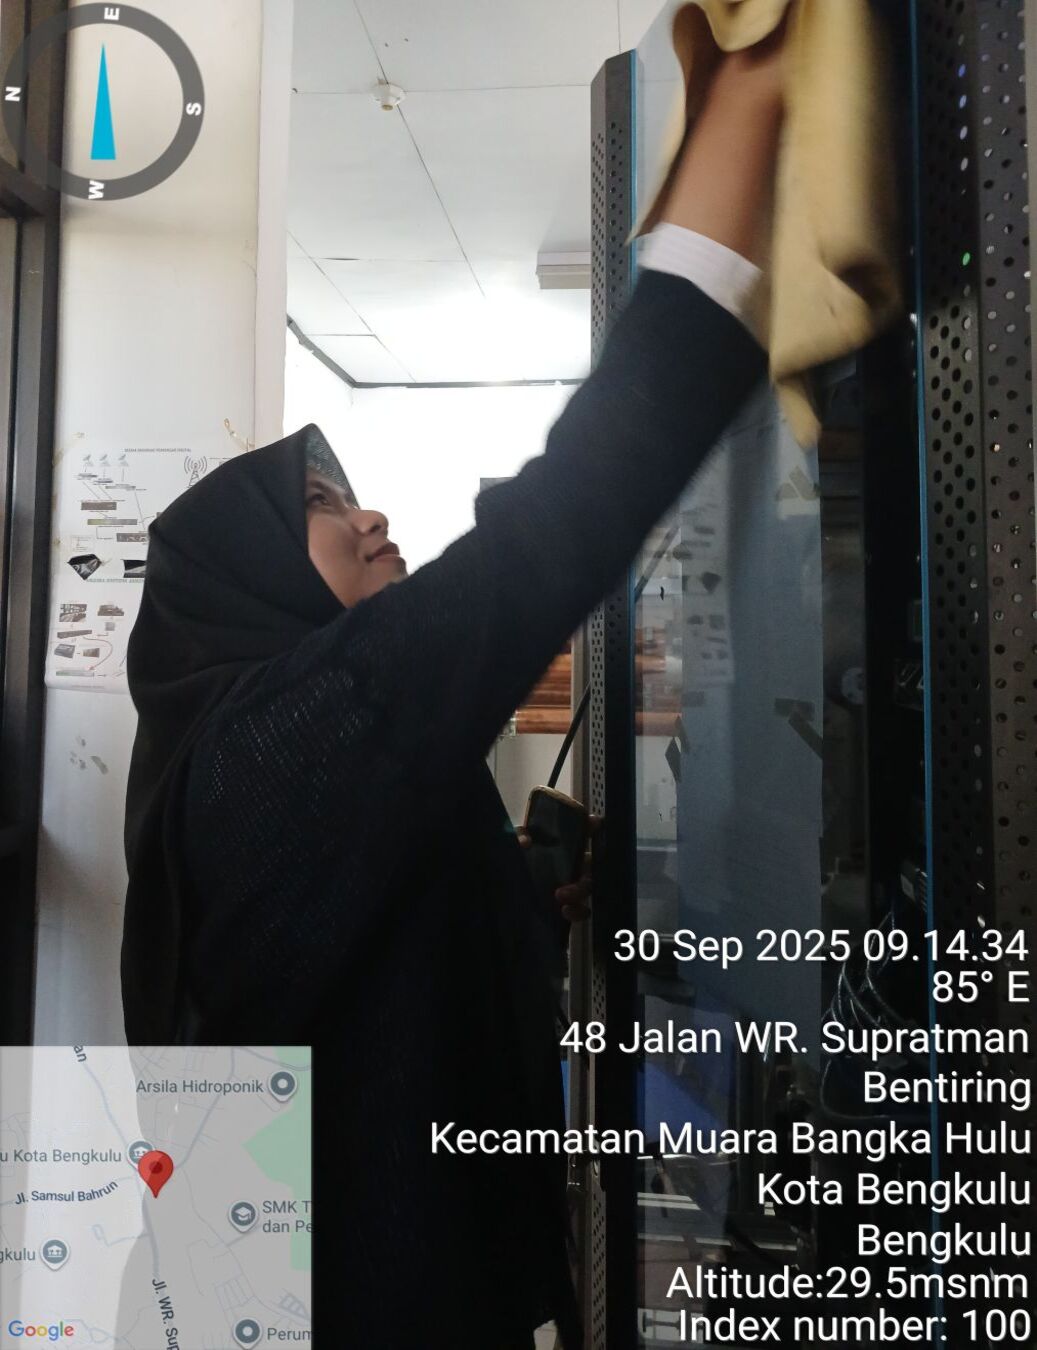 E
N
S
W
30 Sep 2025 09.14.34
85° E
48 Jalan WR. Supratman
Bentiring
Kecamatan Muara Bangka Hulu
Kota Bengkulu
Bengkulu
Altitude:29.5msnm
Index number: 100
an
Arsila Hidroponik
u Kota Bengkulu
Jl. Samsul Bahrun
SMK T
dan Pe
gkulu
Jl. WR. Sup
Perum
Google